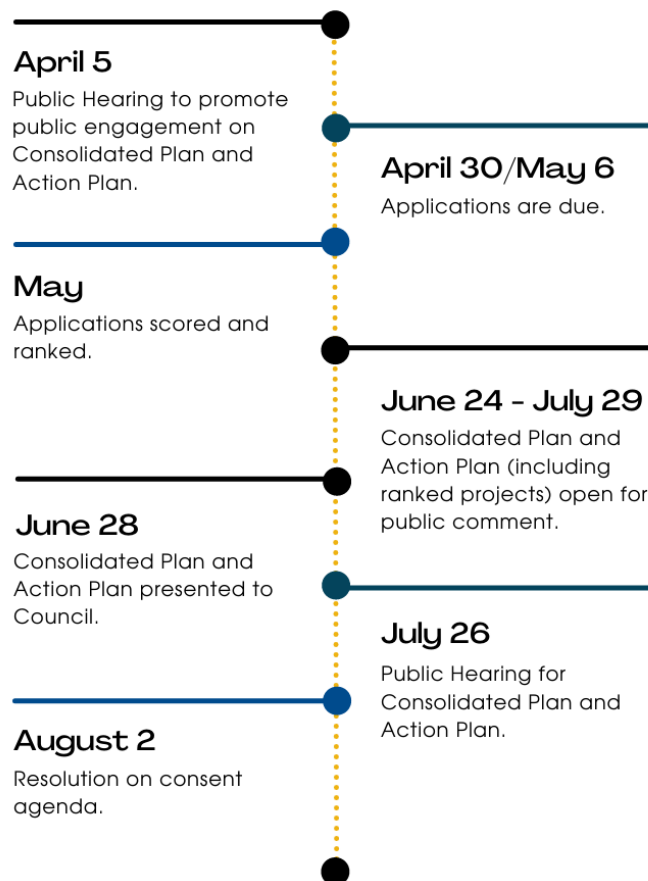 April 5
Public Hearing to promote
public engagement on
Consolidated Plan and
Action Plan.
April 30/May 6
Applications are due.
May
Applications scored and
ranked.
June 24 - July 29
Consolidated Plan and
Action Plan (including
ranked projects) open for
public comment.
June 28
Consolidated Plan and
Action Plan presented to
Council.
July 26
Public Hearing for
Consolidated Plan and
Action Plan.
August 2
Resolution on consent
agenda.